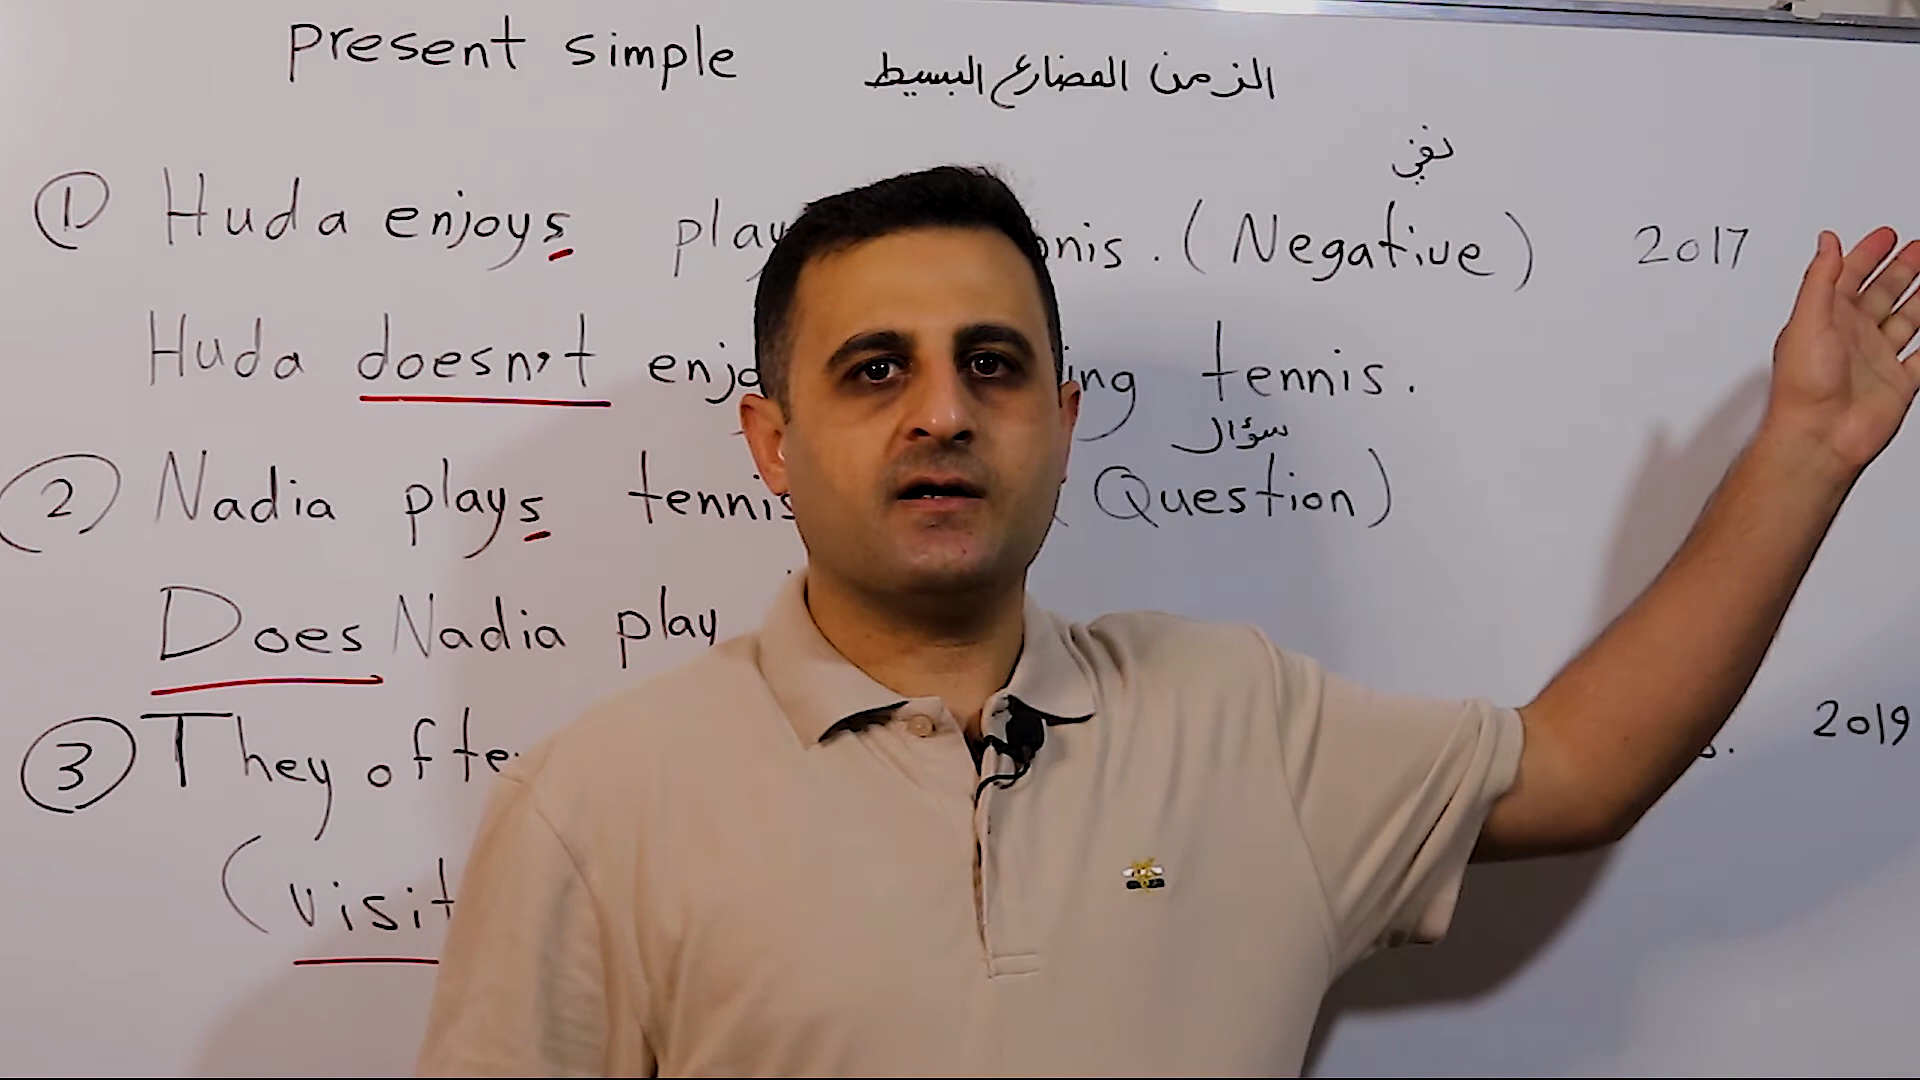 present simple الزمن المضارع البسيط
نفي
① Huda enjoys play nis. (Negative) 2017
Huda doesn't enjo ing tennis.
سؤال
② Nadia plays tennis (Question)
Does Nadia play
③ They ofte s. 2019
(visit